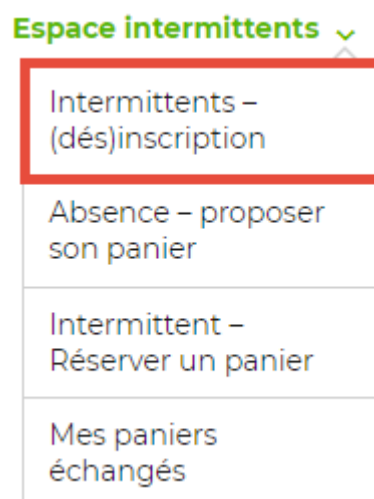 Espace intermittents
Intermittents –
(dés)inscription
Absence – proposer
son panier
Intermittent –
Réserver un panier
Mes paniers
échangés